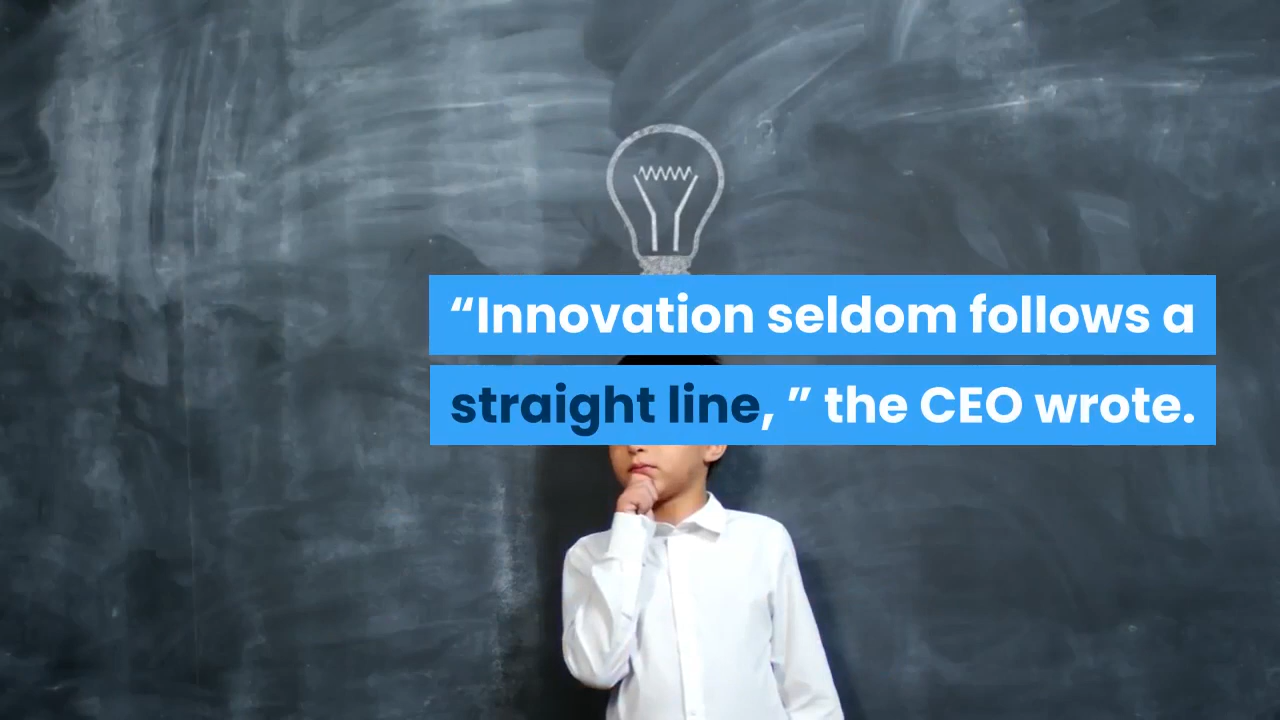 “Innovation seldom follows a
straight line, ” the CEO wrote.